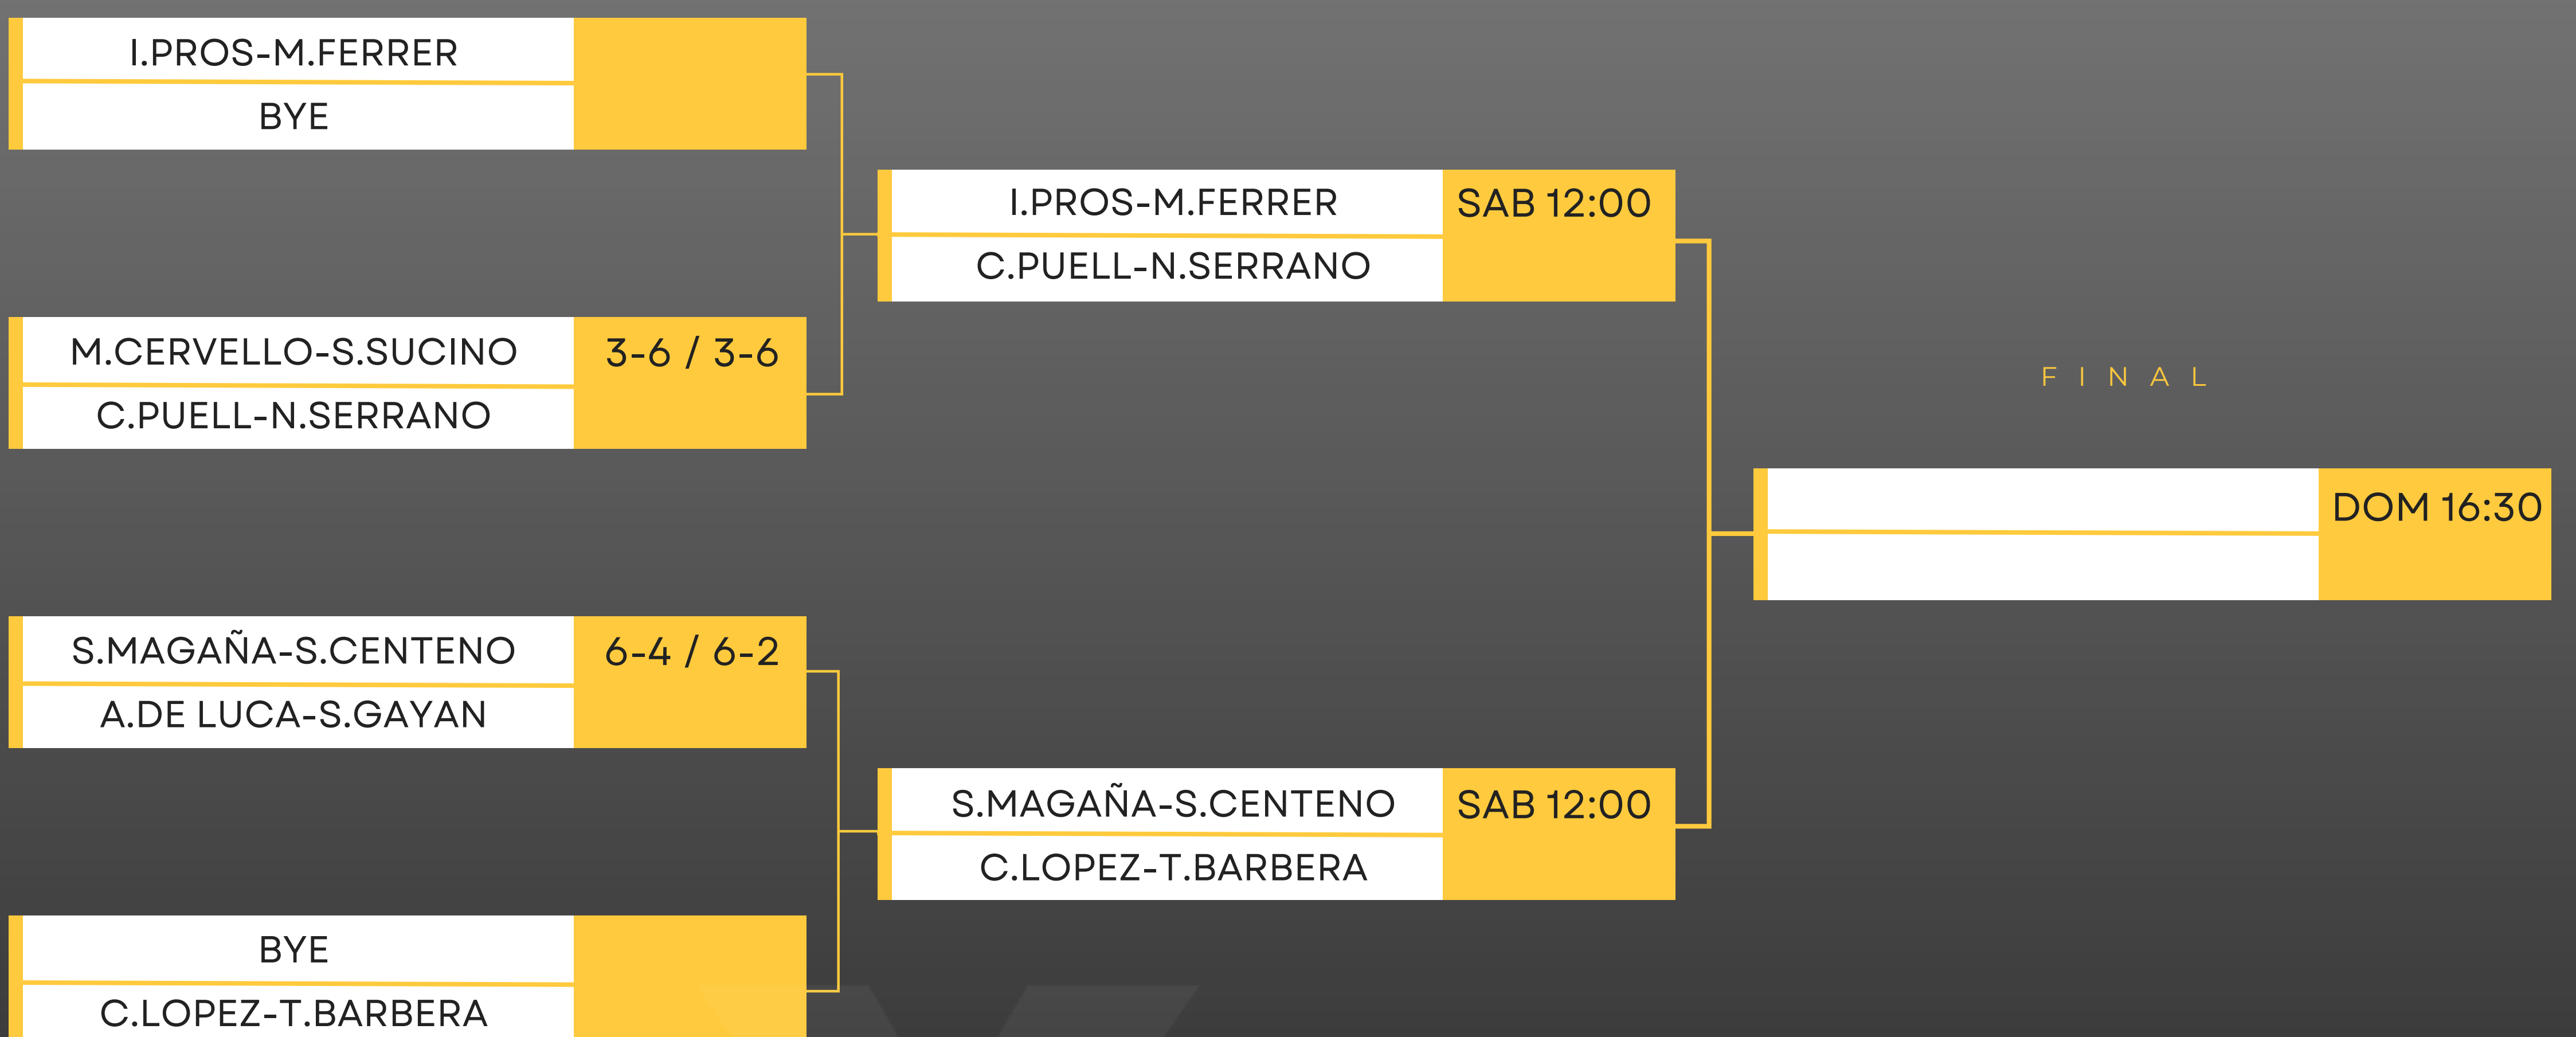 I.PROS-M.FERRER
BYE
M.CERVELLO-S.SUCINO
3-6 / 3-6
C.PUELL-N.SERRANO
S.MAGAÑA-S.CENTENO
6-4 / 6-2
A.DE LUCA-S.GAYAN
BYE
C.LOPEZ-T.BARBERA
I.PROS-M.FERRER
SAB 12:00
C.PUELL-N.SERRANO
S.MAGAÑA-S.CENTENO
SAB 12:00
C.LOPEZ-T.BARBERA
FINAL
DOM 16:30